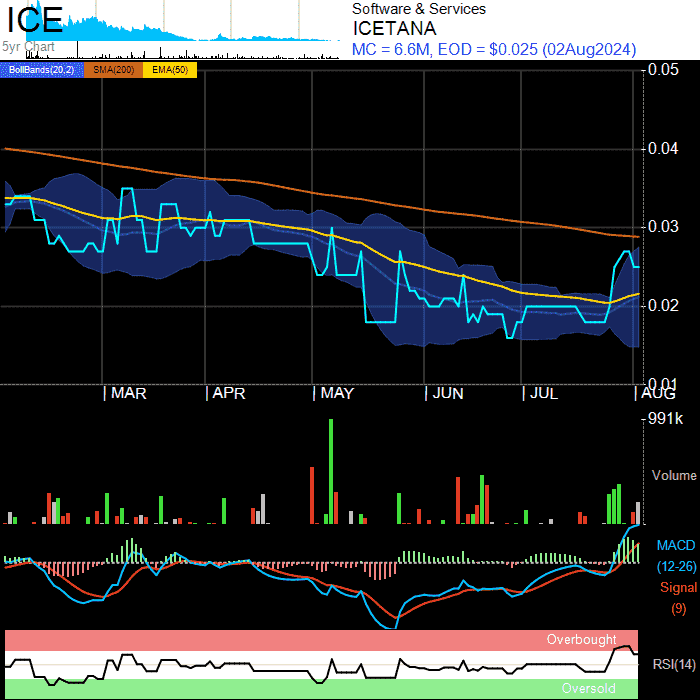 ICE
5yr Chart
Software & Services
ICETANA
MC = 6.6M, EOD = $0.025 (02Aug2024)
BollBands(20,2) SMA(200) EMA(50)
0.05
0.04
0.03
0.02
0.01
MAR APR MAY JUN JUL AUG
991k
Volume
MACD
(12-26)
Signal
(9)
Overbought
RSI(14)
Oversold